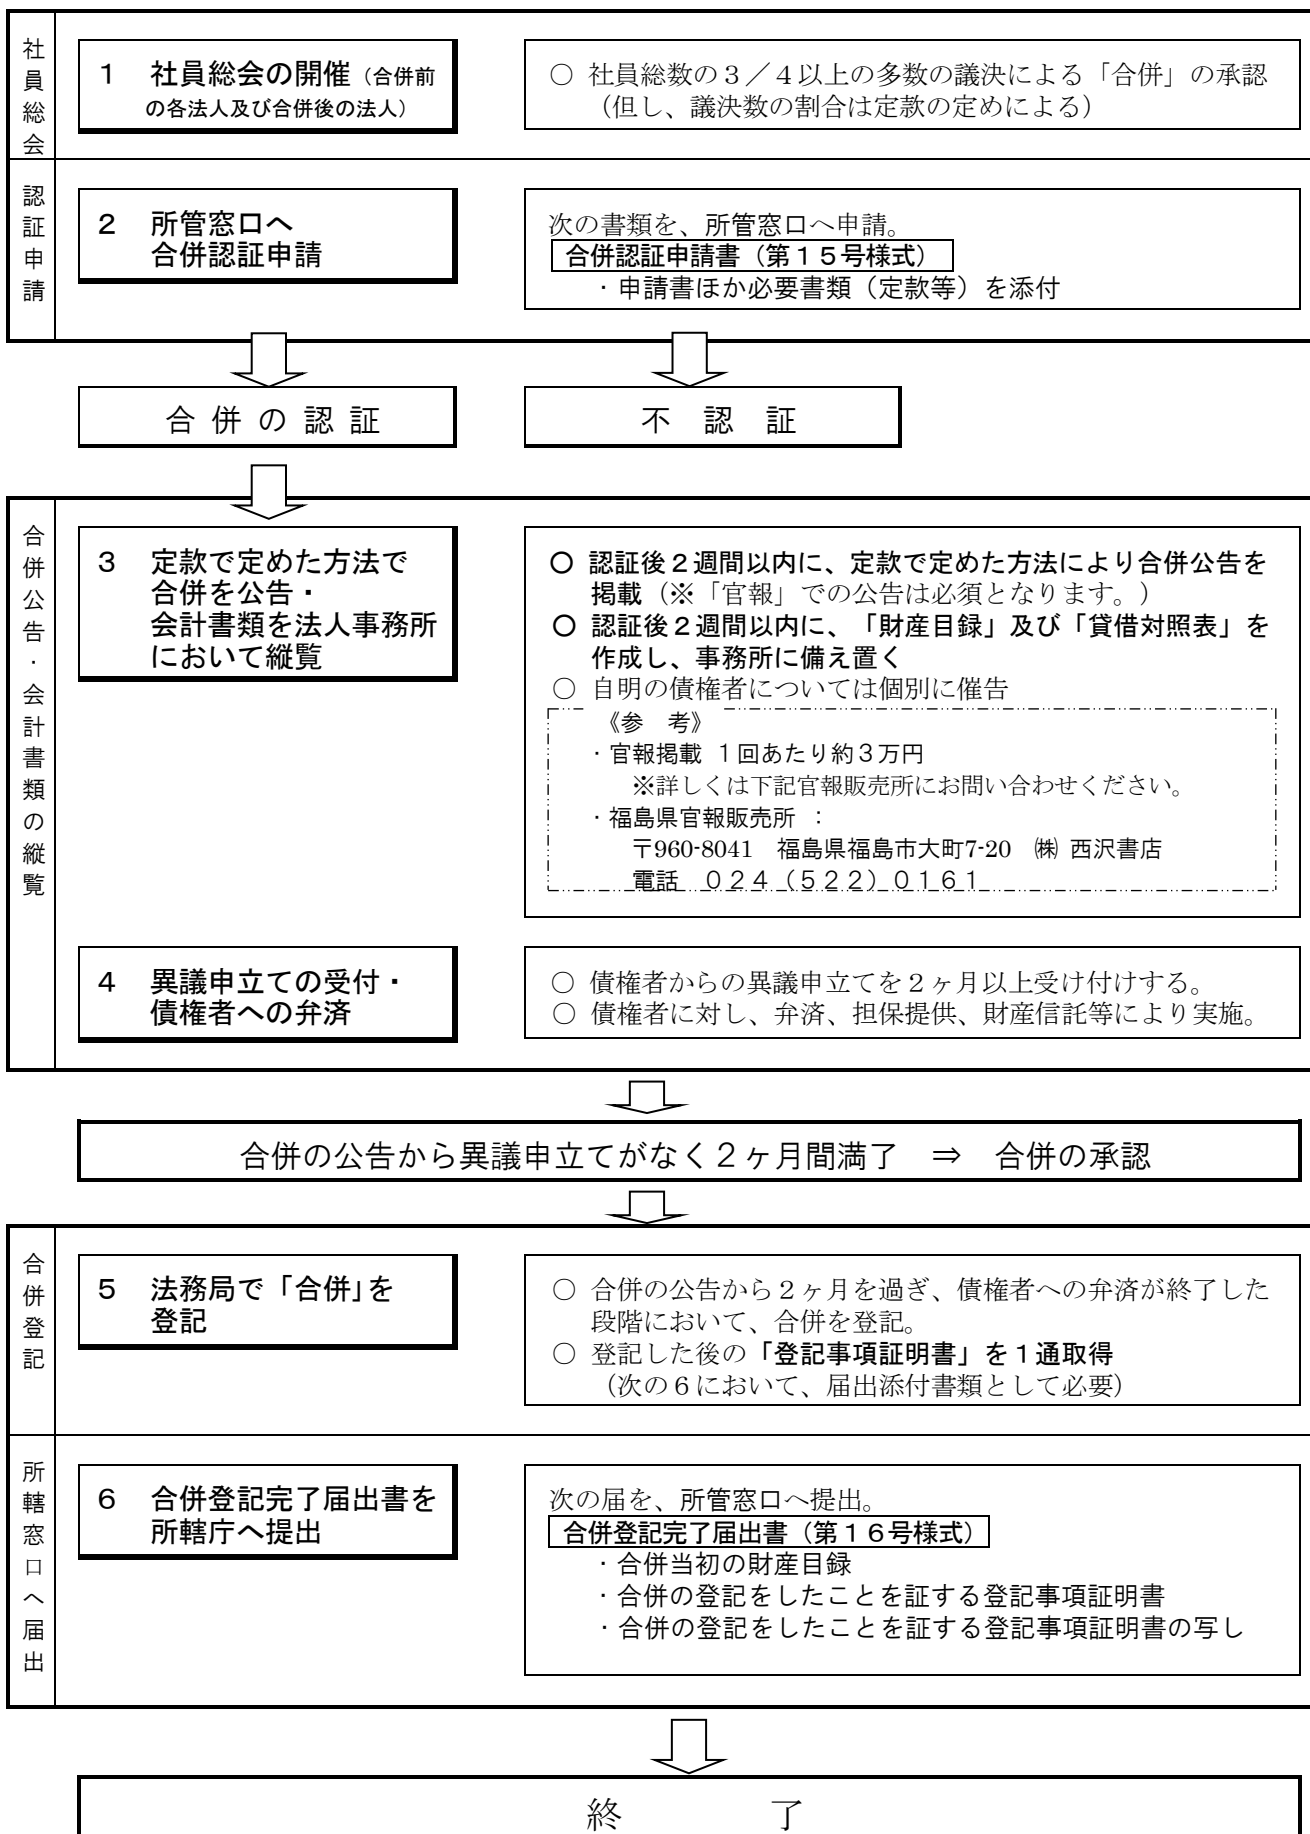 社員総会
1　社員総会の開催（合併前
の各法人及び合併後の法人）
○ 社員総数の３／４以上の多数の議決による「合併」の承認
（但し、議決数の割合は定款の定めによる）
認証申請
2　所管窓口へ
合併認証申請
次の書類を、所管窓口へ申請。
合併認証申請書（第１５号様式）
・申請書ほか必要書類（定款等）を添付
合 併 の 認 証
不　認　証
合併公告・会計書類の縦覧
3　定款で定めた方法で
合併を公告・
会計書類を法人事務所
において縦覧
○ 認証後２週間以内に、定款で定めた方法により合併公告を
掲載（※「官報」での公告は必須となります。）
○ 認証後２週間以内に、「財産目録」及び「貸借対照表」を
作成し、事務所に備え置く
○ 自明の債権者については個別に催告
《参　考》
・官報掲載 １回あたり約３万円
※詳しくは下記官報販売所にお問い合わせください。
・福島県官報販売所 ：
〒960-8041　福島県福島市大町7-20　㈱ 西沢書店
電話　０２４（５２２）０１６１
4　異議申立ての受付・
債権者への弁済
○ 債権者からの異議申立てを２ヶ月以上受け付けする。
○ 債権者に対し、弁済、担保提供、財産信託等により実施。
合併の公告から異議申立てがなく２ヶ月間満了　⇒　合併の承認
合併登記
5　法務局で「合併」を
登記
○ 合併の公告から２ヶ月を過ぎ、債権者への弁済が終了した
段階において、合併を登記。
○ 登記した後の「登記事項証明書」を１通取得
（次の６において、届出添付書類として必要）
所轄窓口へ届出
6　合併登記完了届出書を
所轄庁へ提出
次の届を、所管窓口へ提出。
合併登記完了届出書（第１６号様式）
・合併当初の財産目録
・合併の登記をしたことを証する登記事項証明書
・合併の登記をしたことを証する登記事項証明書の写し
終　　　　了